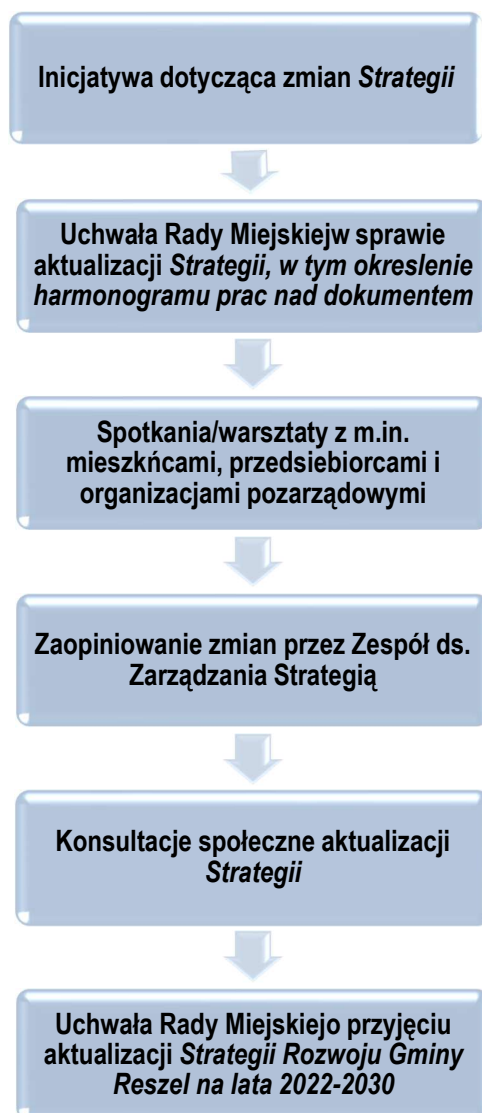 Inicjatywa dotycząca zmian Strategii
Uchwała Rady Miejskiejw sprawie
aktualizacji Strategii, w tym okreslenie
harmonogramu prac nad dokumentem
Spotkania/warsztaty z m.in.
mieszkńcami, przedsiebiorcami i
organizacjami pozarządowymi
Zaopiniowanie zmian przez Zespół ds.
Zarządzania Strategią
Konsultacje społeczne aktualizacji
Strategii
Uchwała Rady Miejskiejo przyjęciu
aktualizacji Strategii Rozwoju Gminy
Reszel na lata 2022-2030